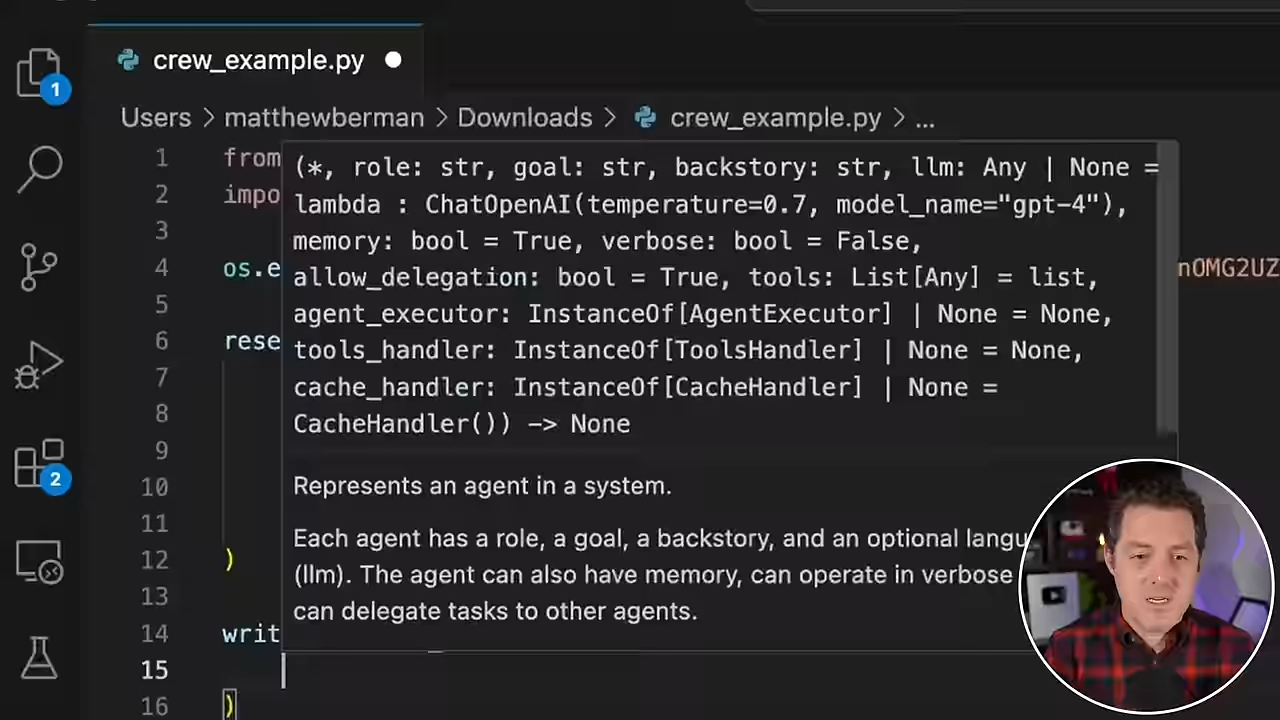 crew_example.py
1
Users > matthewberman > Downloads > crew_example.py > ...
1 from
2 impo
3
4 os.e nOMG2UZ
5
6 rese
7
8
9
10
11
12 )
13
14 writ
15
16 )
(*, role: str, goal: str, backstory: str, llm: Any | None =
lambda : ChatOpenAI(temperature=0.7, model_name="gpt-4"),
memory: bool = True, verbose: bool = False,
allow_delegation: bool = True, tools: List[Any] = list,
agent_executor: InstanceOf[AgentExecutor] | None = None,
tools_handler: InstanceOf[ToolsHandler] | None = None,
cache_handler: InstanceOf[CacheHandler] | None =
CacheHandler()) -> None
Represents an agent in a system.
Each agent has a role, a goal, a backstory, and an optional langu
(llm). The agent can also have memory, can operate in verbose
can delegate tasks to other agents.
2